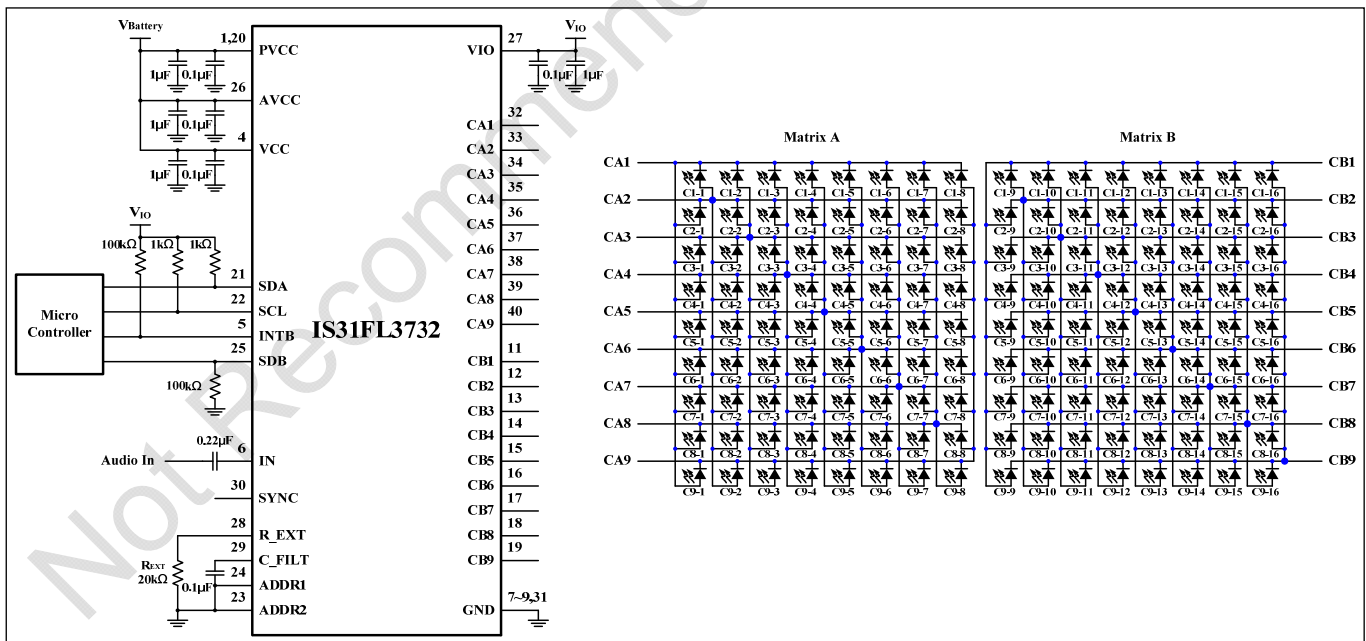 Not Recommend
VBattery
1,20
PVCC
1µF 0.1µF
26
AVCC
1µF 0.1µF
4
VCC
1µF 0.1µF
VIO
100kΩ 1kΩ 1kΩ
21
SDA
22
SCL
5
INTB
25
SDB
Micro
Controller
100kΩ
0.22µF
Audio In
6
IN
30
SYNC
28
R_EXT
29
C_FILT
REXT
20kΩ
0.1µF
24
ADDR1
23
ADDR2
IS31FL3732
27
VIO
VIO
0.1µF 1µF
32
CA1
33
CA2
34
CA3
35
CA4
36
CA5
37
CA6
38
CA7
39
CA8
40
CA9
11
CB1
12
CB2
13
CB3
14
CB4
15
CB5
16
CB6
17
CB7
18
CB8
19
CB9
7~9,31
GND
Matrix A
CA1
C1-1 C1-2 C1-3 C1-4 C1-5 C1-6 C1-7 C1-8
CA2
C2-1 C2-2 C2-3 C2-4 C2-5 C2-6 C2-7 C2-8
CA3
C3-1 C3-2 C3-3 C3-4 C3-5 C3-6 C3-7 C3-8
CA4
C4-1 C4-2 C4-3 C4-4 C4-5 C4-6 C4-7 C4-8
CA5
C5-1 C5-2 C5-3 C5-4 C5-5 C5-6 C5-7 C5-8
CA6
C6-1 C6-2 C6-3 C6-4 C6-5 C6-6 C6-7 C6-8
CA7
C7-1 C7-2 C7-3 C7-4 C7-5 C7-6 C7-7 C7-8
CA8
C8-1 C8-2 C8-3 C8-4 C8-5 C8-6 C8-7 C8-8
CA9
C9-1 C9-2 C9-3 C9-4 C9-5 C9-6 C9-7 C9-8
Matrix B
CB1
C1-9 C1-10 C1-11 C1-12 C1-13 C1-14 C1-15 C1-16
CB2
C2-9 C2-10 C2-11 C2-12 C2-13 C2-14 C2-15 C2-16
CB3
C3-9 C3-10 C3-11 C3-12 C3-13 C3-14 C3-15 C3-16
CB4
C4-9 C4-10 C4-11 C4-12 C4-13 C4-14 C4-15 C4-16
CB5
C5-9 C5-10 C5-11 C5-12 C5-13 C5-14 C5-15 C5-16
CB6
C6-9 C6-10 C6-11 C6-12 C6-13 C6-14 C6-15 C6-16
CB7
C7-9 C7-10 C7-11 C7-12 C7-13 C7-14 C7-15 C7-16
CB8
C8-9 C8-10 C8-11 C8-12 C8-13 C8-14 C8-15 C8-16
CB9
C9-9 C9-10 C9-11 C9-12 C9-13 C9-14 C9-15 C9-16